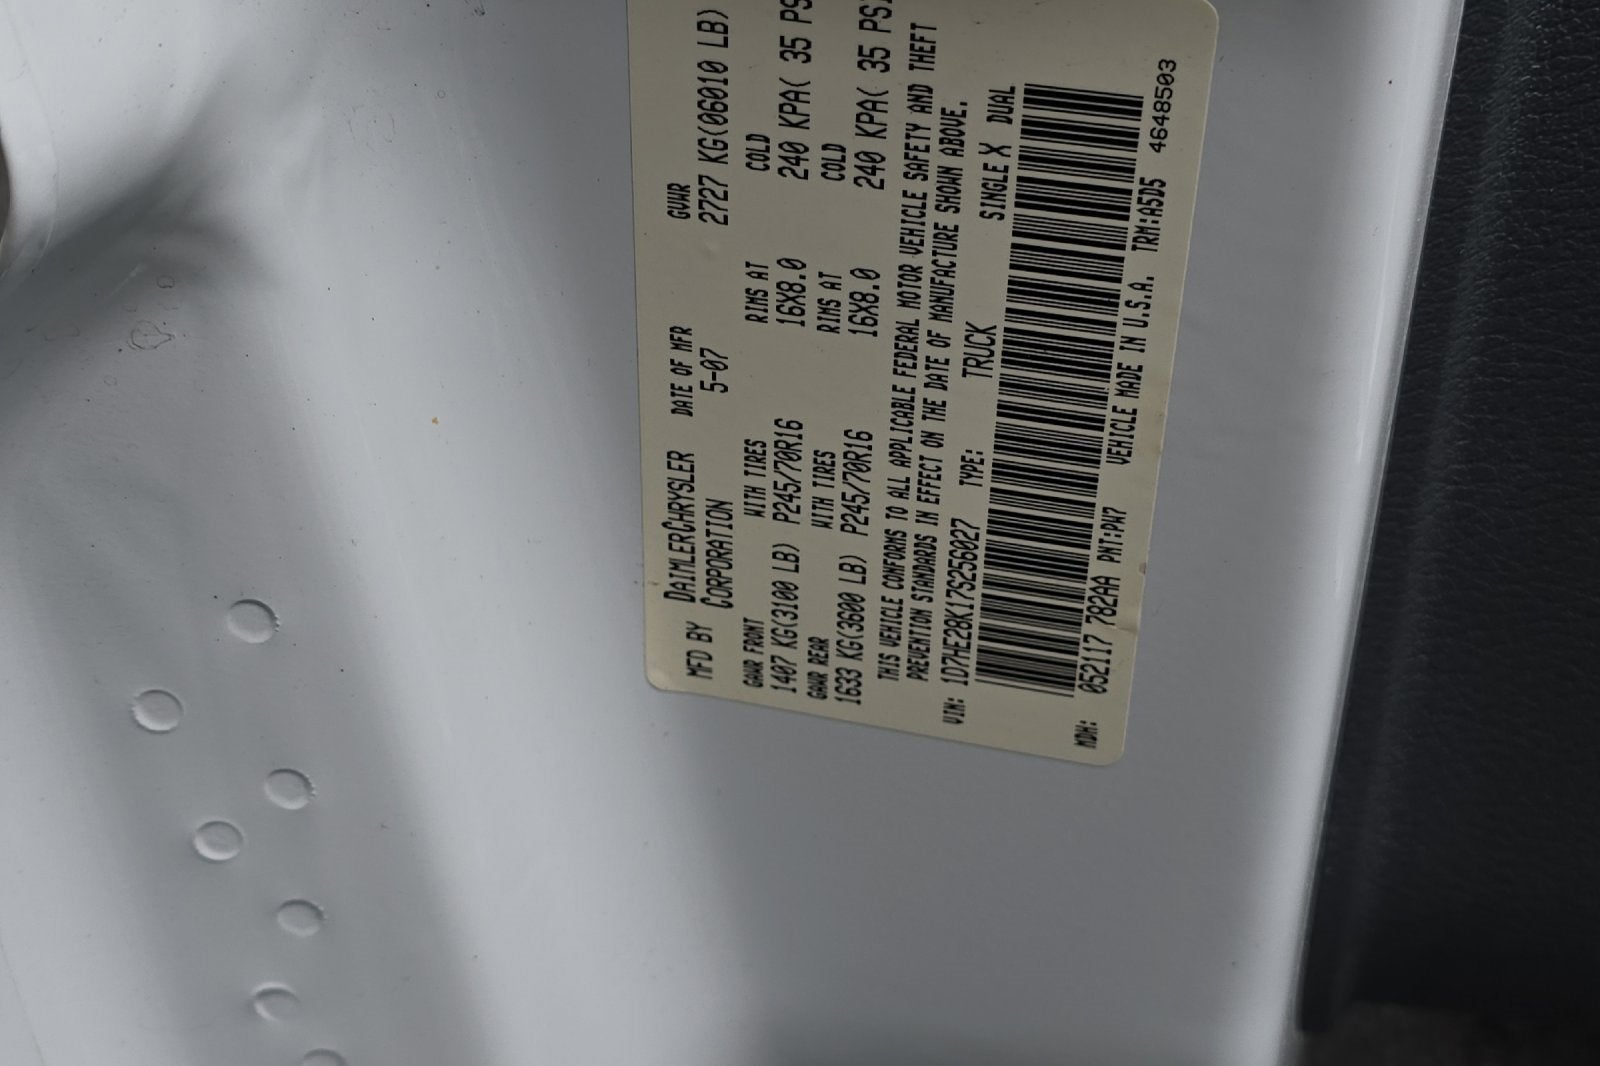 MFD BY DAIMLERCHRYSLER CORPORATION DATE OF MFR 5-07 GVWR 2727 KG(06010 LB)
GAWR FRONT WITH TIRES RIMS AT COLD
1407 KG(3100 LB) P245/70R16 16X8.0 240 KPA( 35 PS
GAWR REAR WITH TIRES RIMS AT COLD
1633 KG(3600 LB) P245/70R16 16X8.0 240 KPA( 35 PSI
THIS VEHICLE CONFORMS TO ALL APPLICABLE FEDERAL MOTOR VEHICLE SAFETY AND THEFT
PREVENTION STANDARDS IN EFFECT ON THE DATE OF MANUFACTURE SHOWN ABOVE.
VIN: 1D7HE28K17S256027 TYPE: TRUCK SINGLE X DUAL
MDH: 052117 782AA PNT:PW7 VEHICLE MADE IN U.S.A. TRM:A5D5 4648503